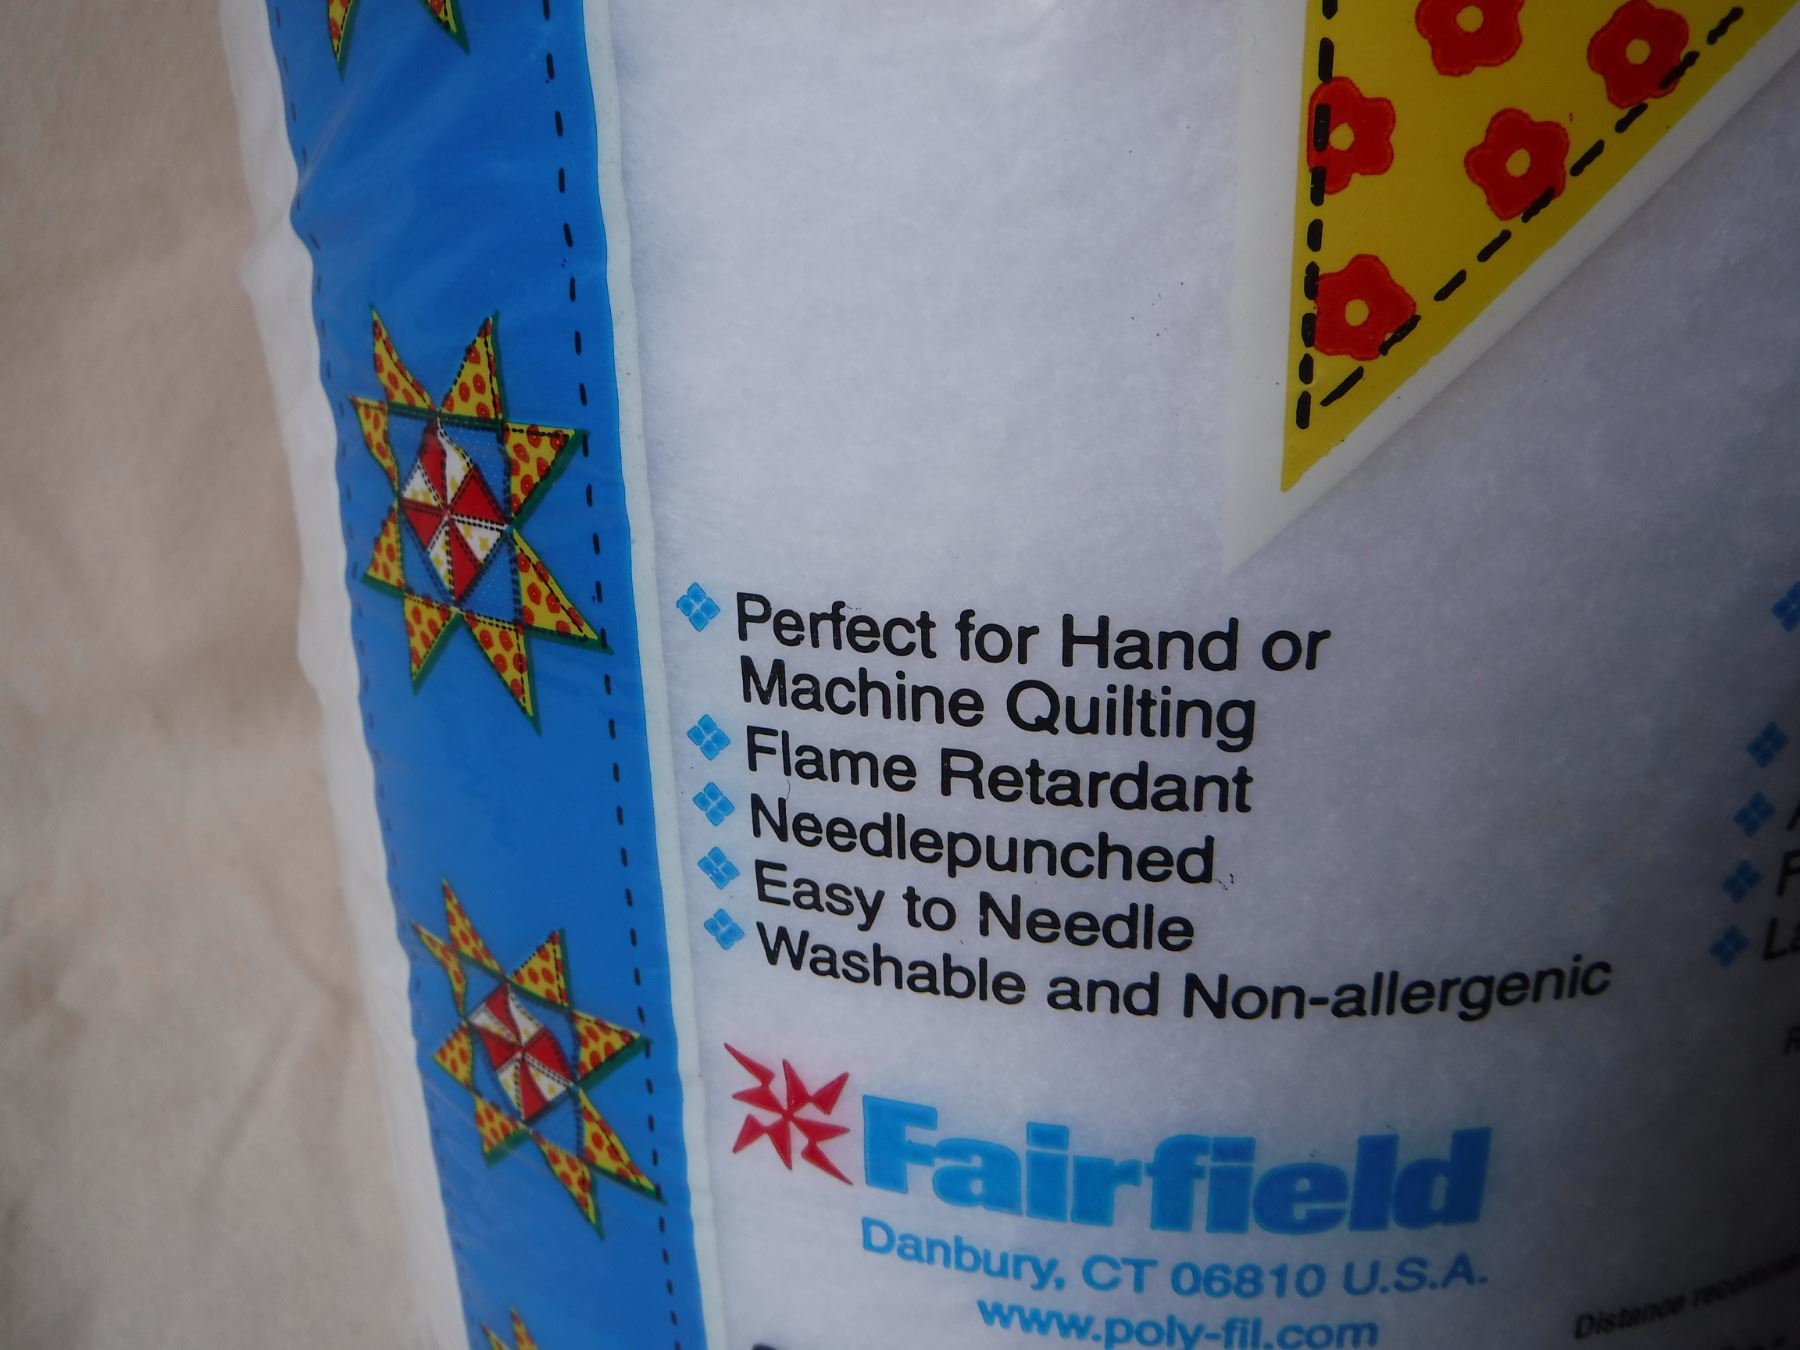 Perfect for Hand or
Machine Quilting
Flame Retardant
Needlepunched
Easy to Needle
Washable and Non-allergenic
Fairfield
Danbury, CT 06810 U.S.A.
www.poly-fil.com
Distance